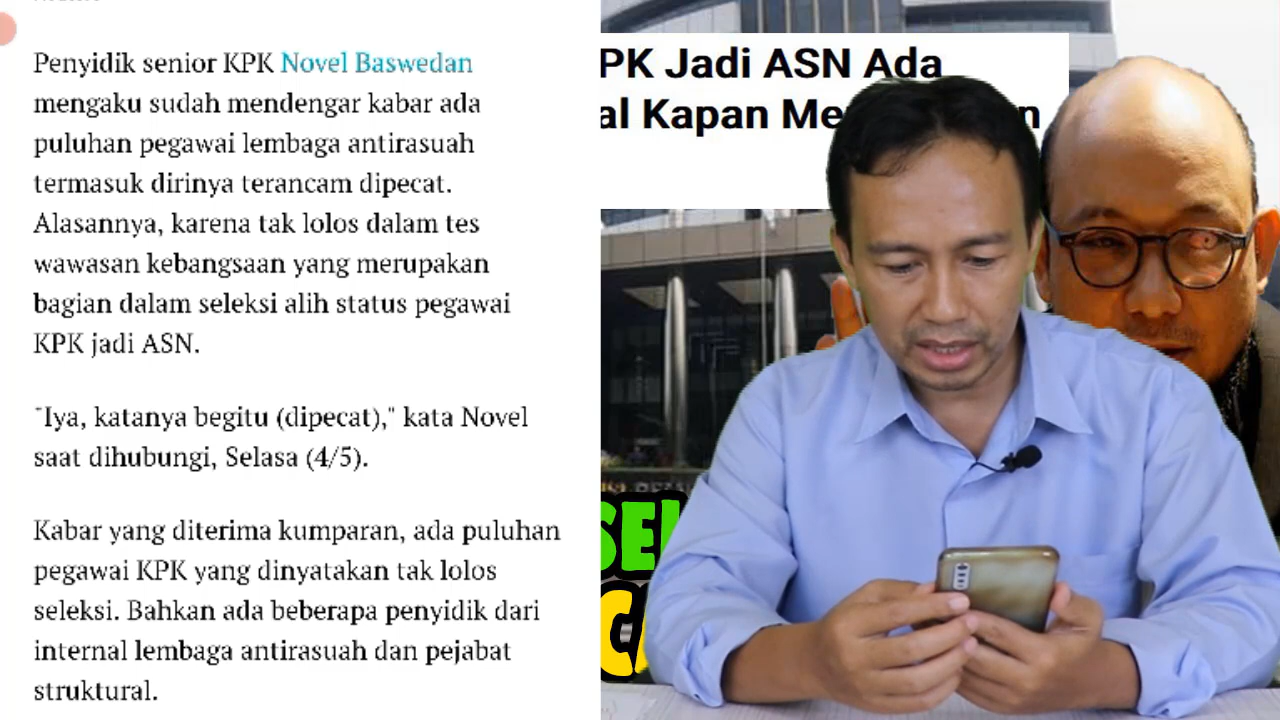 Penyidik senior KPK Novel Baswedan
mengaku sudah mendengar kabar ada
puluhan pegawai lembaga antirasuah
termasuk dirinya terancam dipecat.
Alasannya, karena tak lolos dalam tes
wawasan kebangsaan yang merupakan
bagian dalam seleksi alih status pegawai
KPK jadi ASN.
"Iya, katanya begitu (dipecat)," kata Novel
saat dihubungi, Selasa (4/5).
Kabar yang diterima kumparan, ada puluhan
pegawai KPK yang dinyatakan tak lolos
seleksi. Bahkan ada beberapa penyidik dari
internal lembaga antirasuah dan pejabat
struktural.
PK Jadi ASN Ada
al Kapan Me n
SE
C